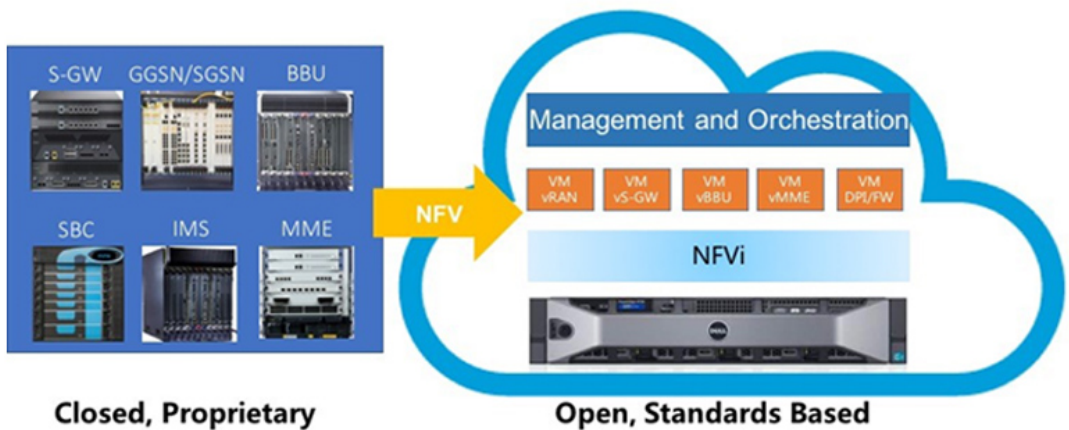 S-GW GGSN/SGSN BBU
SBC IMS MME
Closed, Proprietary
NFV
Management and Orchestration
VM vRAN
VM vS-GW
VM vBBU
VM vMME
VM DPI/FW
NFVi
DELL
Open, Standards Based